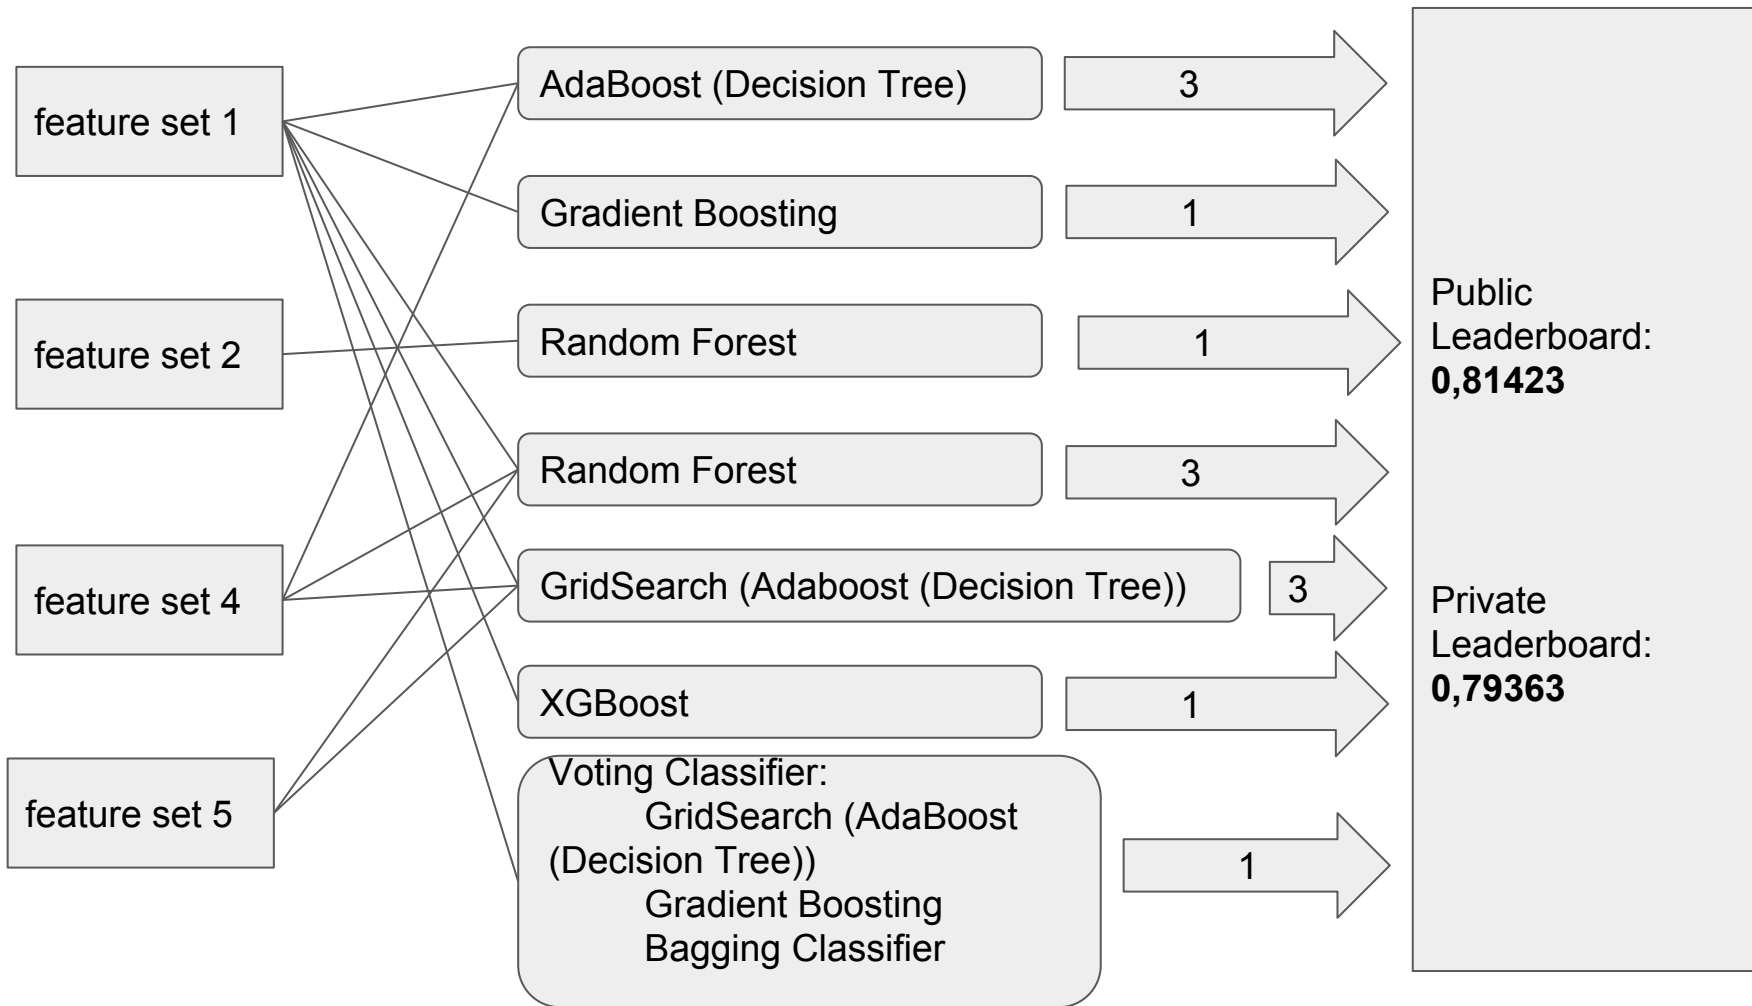 feature set 1
feature set 2
feature set 4
feature set 5
AdaBoost (Decision Tree)
3
Gradient Boosting
1
Random Forest
1
Random Forest
3
GridSearch (Adaboost (Decision Tree))
3
XGBoost
1
Voting Classifier:
GridSearch (AdaBoost
(Decision Tree))
Gradient Boosting
Bagging Classifier
1
Public
Leaderboard:
0,81423
Private
Leaderboard:
0,79363